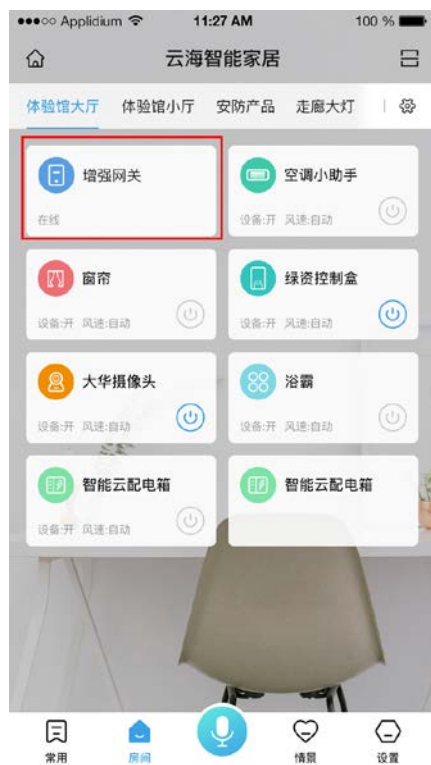 Applidium 11:27 AM 100 %
云海智能家居
体验馆大厅 体验馆小厅 安防产品 走廊大灯
增强网关 空调小助手
在线 设备:开 风速:自动
窗帘 绿资控制盒
设备:开 风速:自动 设备:开 风速:自动
大华摄像头 浴霸
设备:开 风速:自动 设备:开 风速:自动
智能云配电箱 智能云配电箱
设备:开 风速:自动
常用 房间 情景 设置